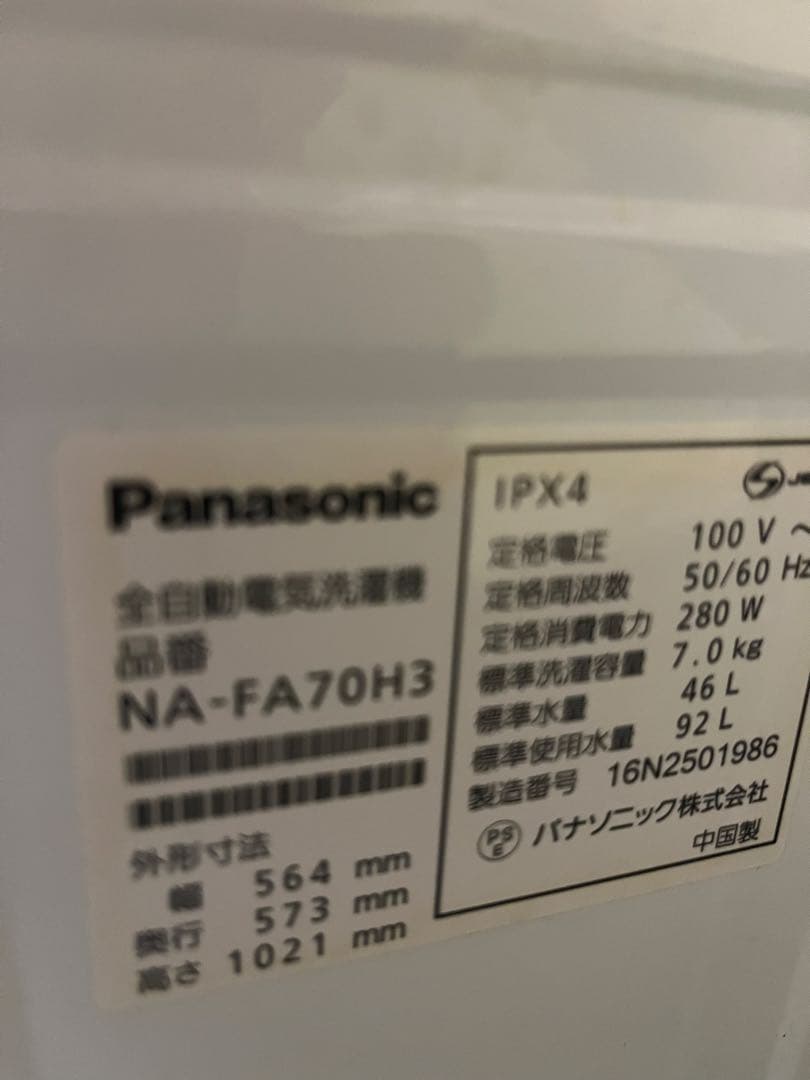 Panasonic
全自動電気洗濯機
品番
NA-FA70H3
外形寸法
幅 564 mm
奥行 573 mm
高さ 1021 mm
IPX4
定格電圧 100 V ~
定格周波数 50/60 Hz
定格消費電力 280 W
標準洗濯容量 7.0 kg
標準水量 46 L
標準使用水量 92 L
製造番号 16N2501986
PS
E
パナソニック株式会社
中国製